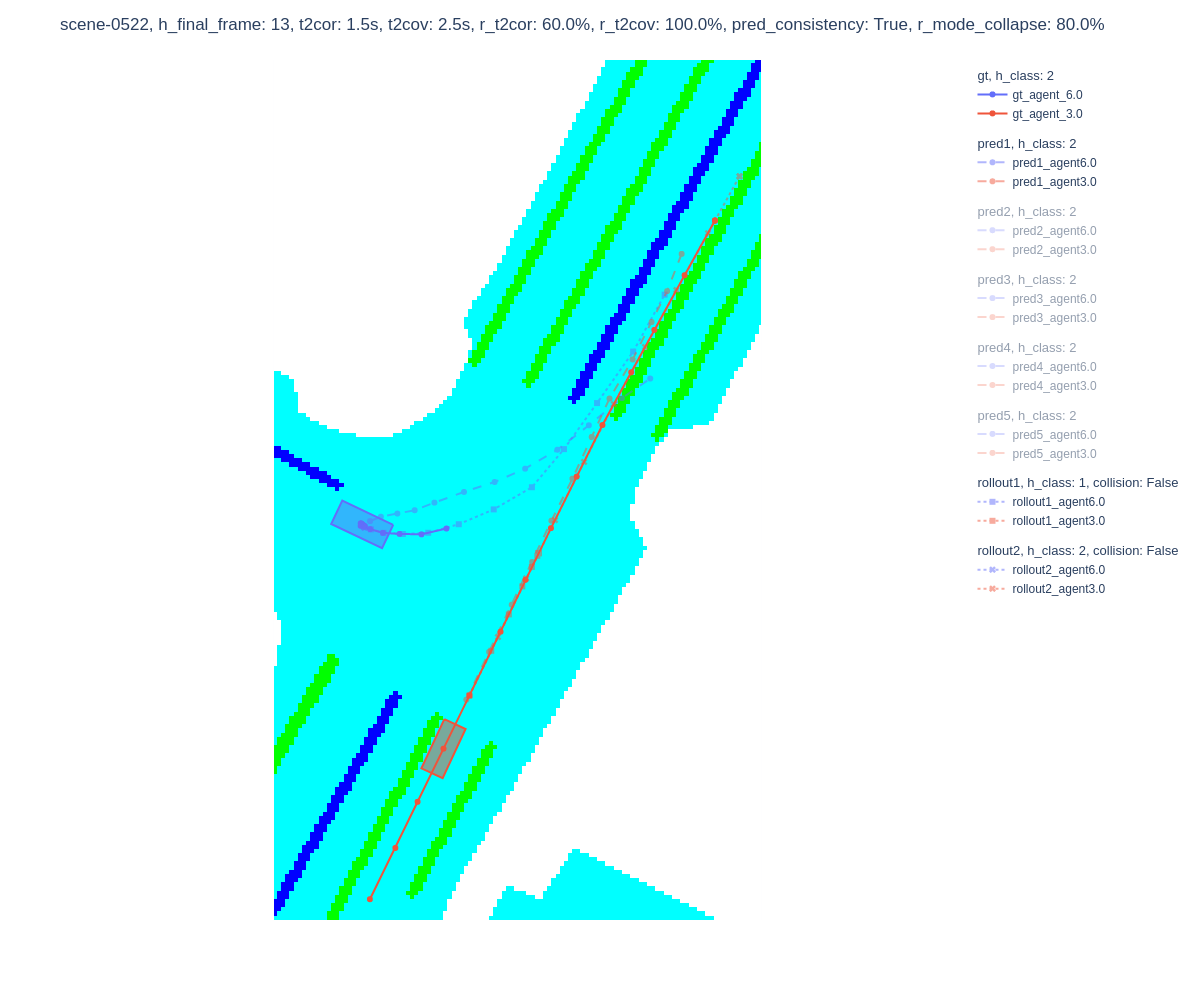 scene-0522, h_final_frame: 13, t2cor: 1.5s, t2cov: 2.5s, r_t2cor: 60.0%, r_t2cov: 100.0%, pred_consistency: True, r_mode_collapse: 80.0%
gt, h_class: 2
gt_agent_6.0
gt_agent_3.0
pred1, h_class: 2
pred1_agent6.0
pred1_agent3.0
pred2, h_class: 2
pred2_agent6.0
pred2_agent3.0
pred3, h_class: 2
pred3_agent6.0
pred3_agent3.0
pred4, h_class: 2
pred4_agent6.0
pred4_agent3.0
pred5, h_class: 2
pred5_agent6.0
pred5_agent3.0
rollout1, h_class: 1, collision: False
rollout1_agent6.0
rollout1_agent3.0
rollout2, h_class: 2, collision: False
rollout2_agent6.0
rollout2_agent3.0